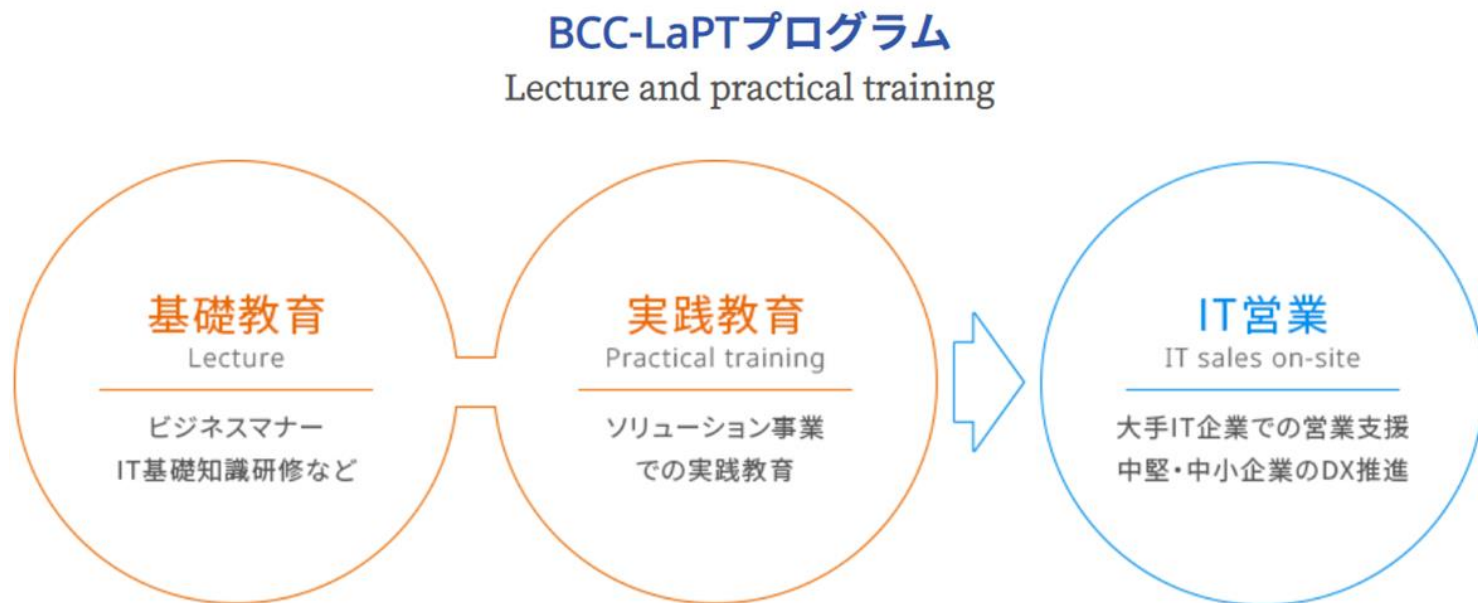 BCC-LaPTプログラム
Lecture and practical training
基礎教育
Lecture
ビジネスマナー
IT基礎知識研修など
実践教育
Practical training
ソリューション事業
での実践教育
IT営業
IT sales on-site
大手IT企業での営業支援
中堅・中小企業のDX推進